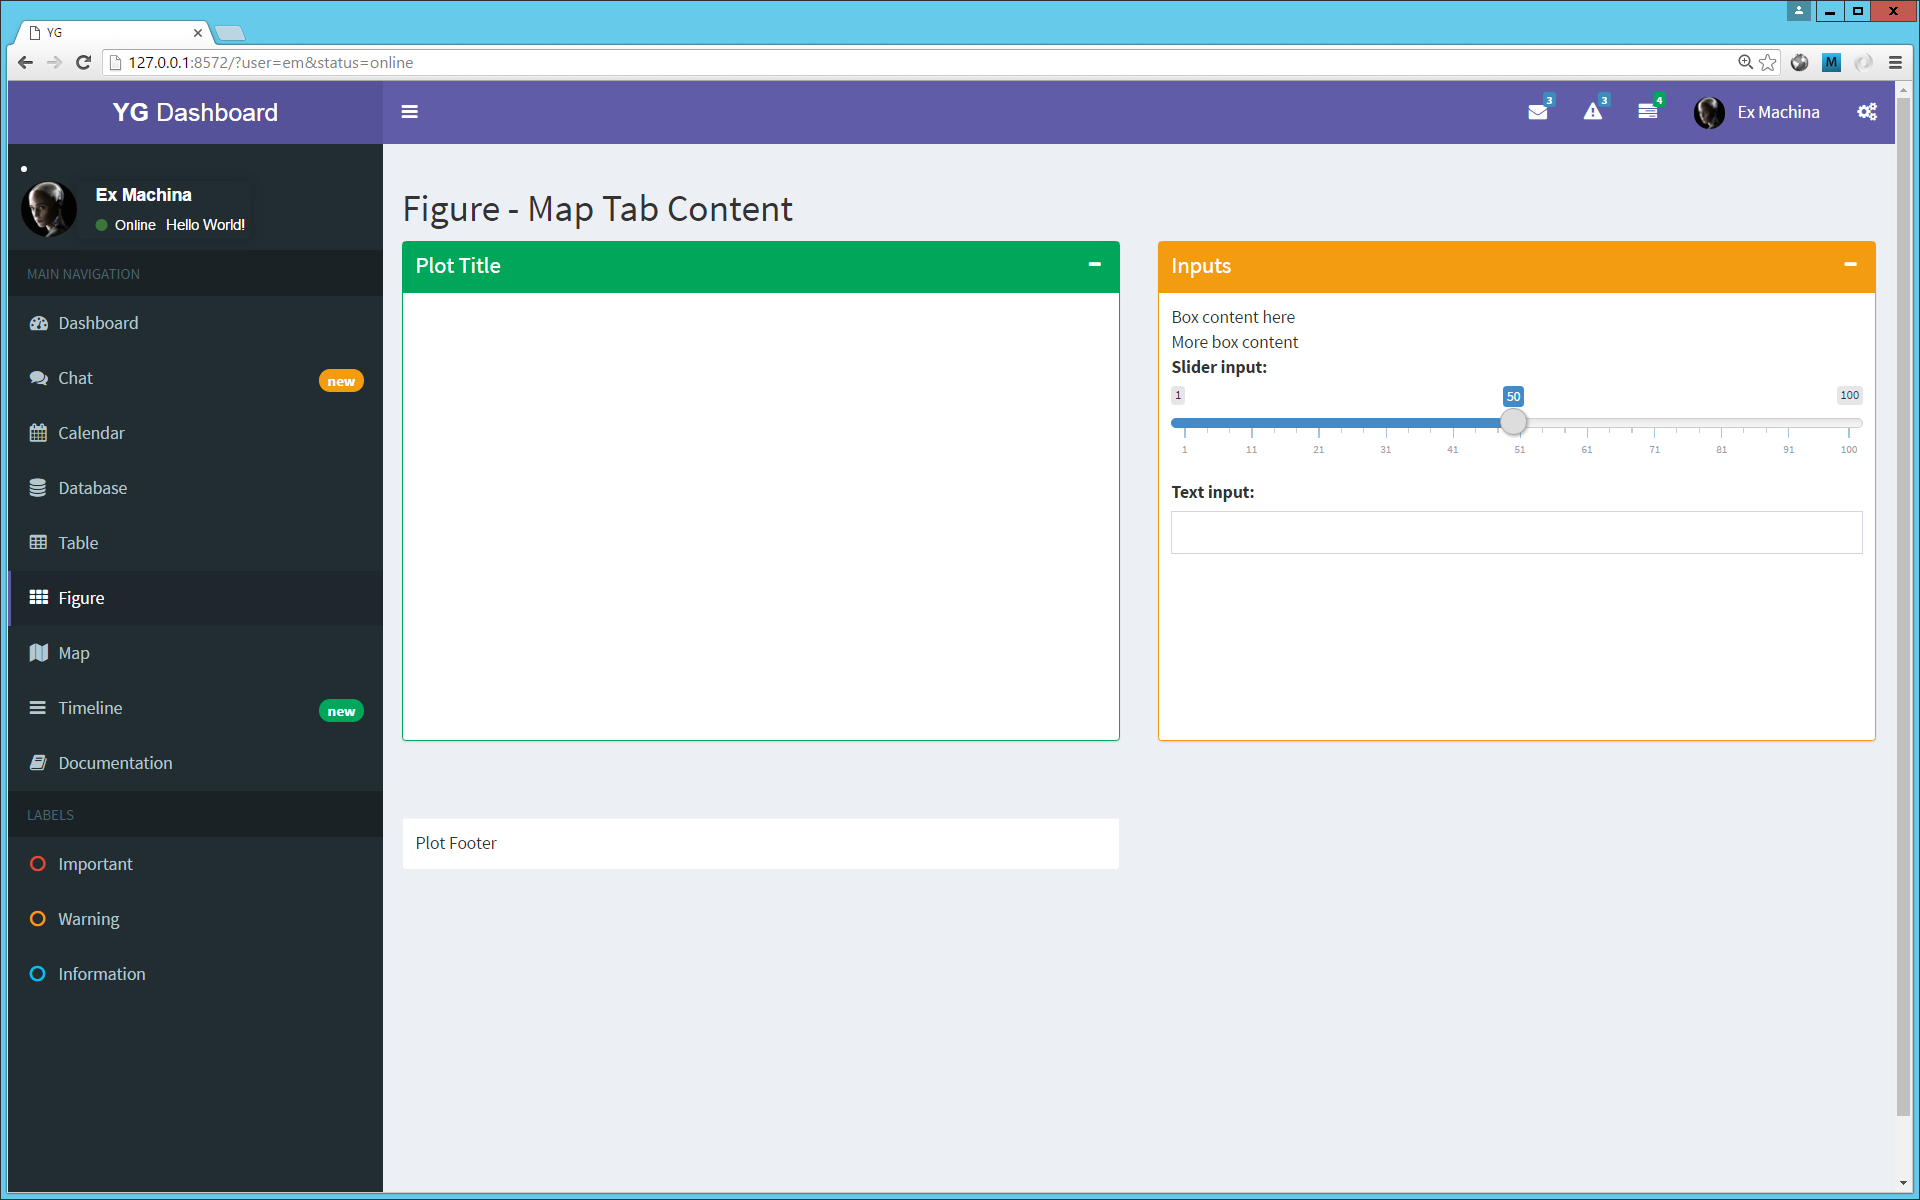 YG
127.0.0.1:8572/?user=em&status=online
M
YG Dashboard
3
3
4
Ex Machina
Ex Machina
Online Hello World!
MAIN NAVIGATION
Dashboard
Chat new
Calendar
Database
Table
Figure
Map
Timeline new
Documentation
LABELS
Important
Warning
Information
Figure - Map Tab Content
Plot Title
Inputs
Box content here
More box content
Slider input:
1 50 100
1 11 21 31 41 51 61 71 81 91 100
Text input:
Plot Footer